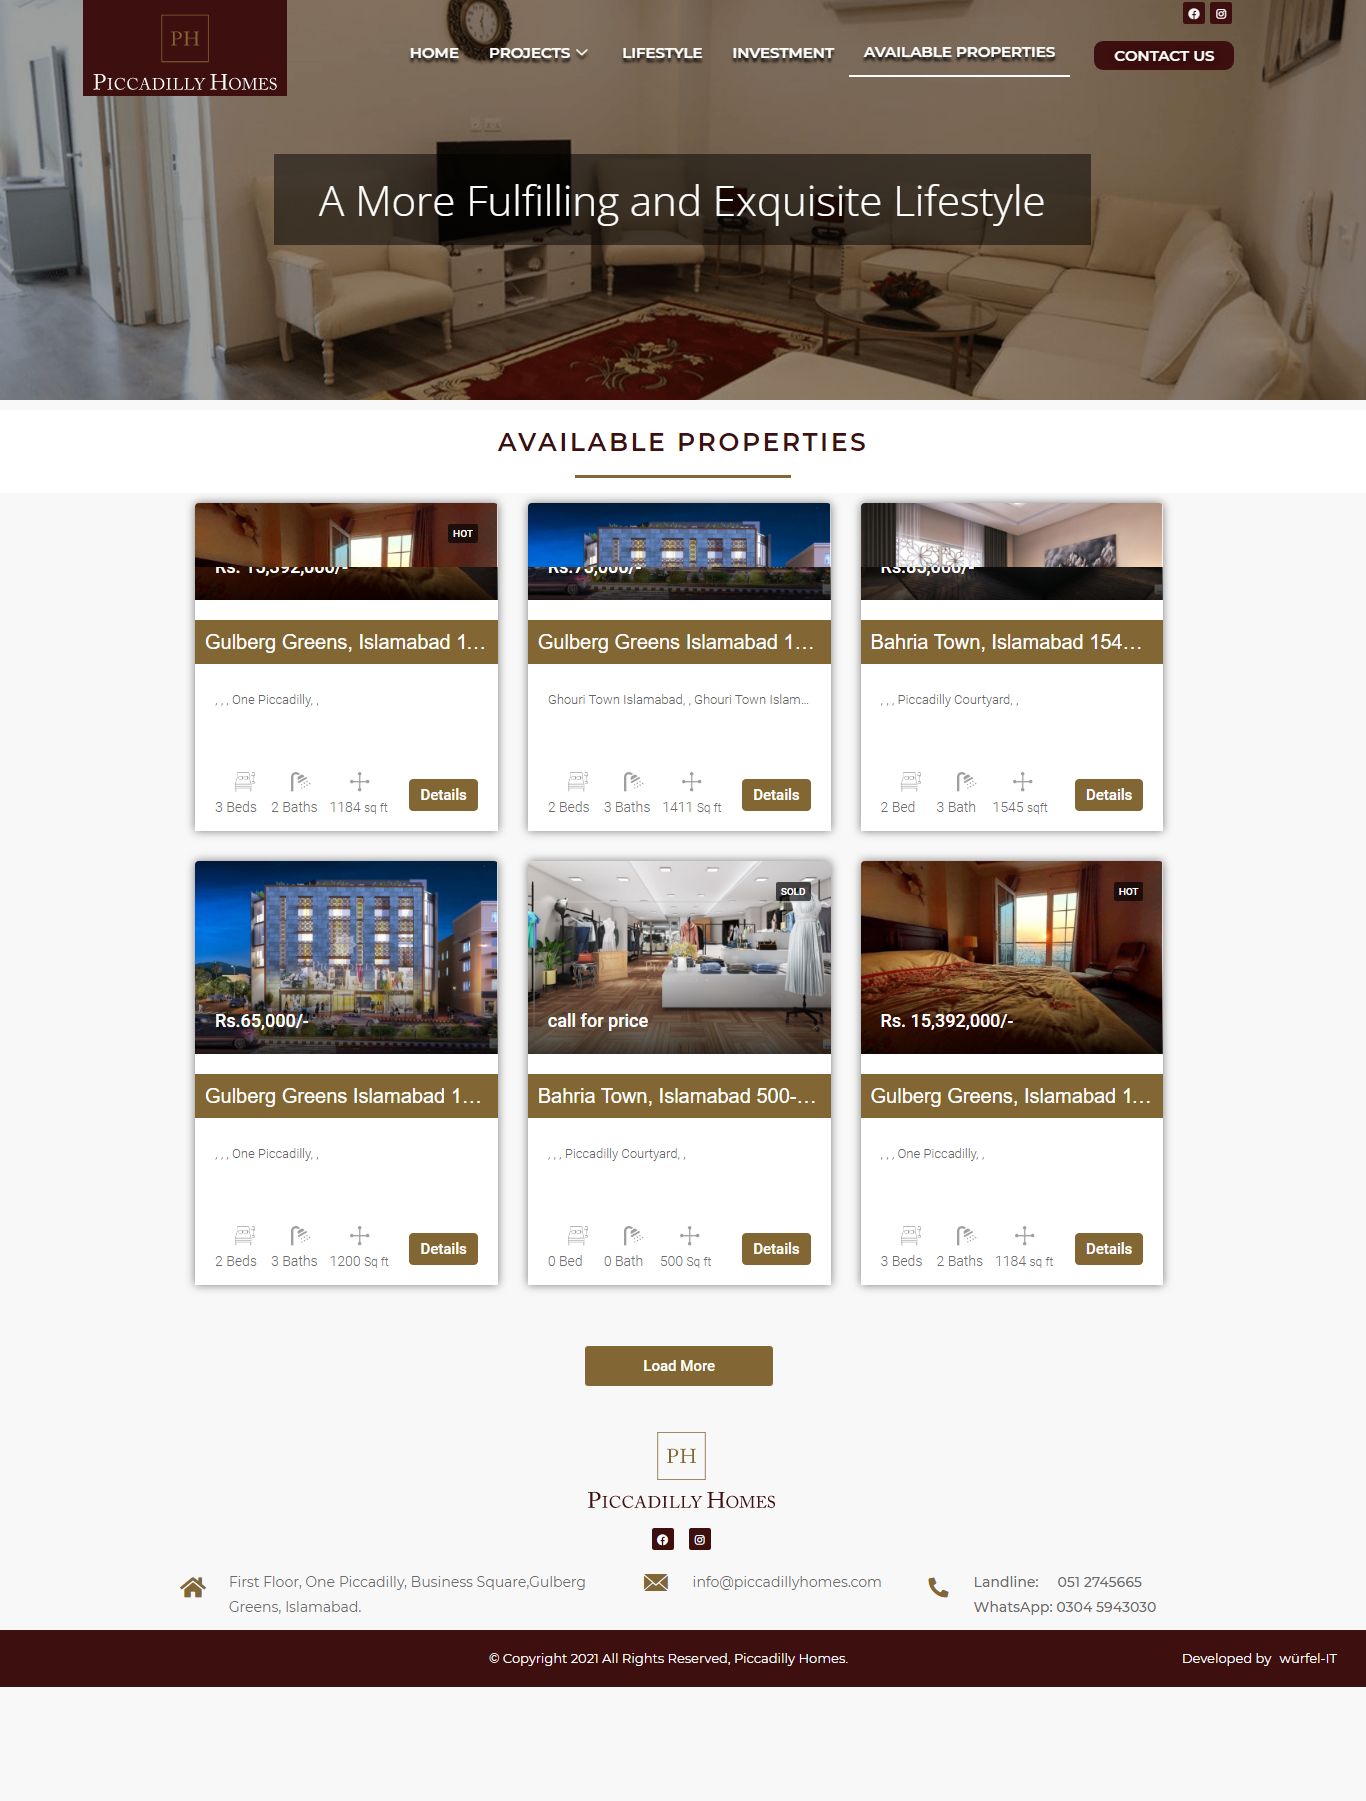 PH
PICCADILLY HOMES
HOME
PROJECTS
LIFESTYLE
INVESTMENT
AVAILABLE PROPERTIES
CONTACT US
A More Fulfilling and Exquisite Lifestyle
AVAILABLE PROPERTIES
HOT
Rs. 15,392,000/-
Rs.75,000/-
Rs.85,000/-
Gulberg Greens, Islamabad 1...
Gulberg Greens Islamabad 1...
Bahria Town, Islamabad 154...
, , , One Piccadilly, ,
Ghouri Town Islamabad, , Ghouri Town Islam...
, , , Piccadilly Courtyard, ,
3 Beds
2 Baths
1184 sq ft
Details
2 Beds
3 Baths
1411 Sq ft
Details
2 Bed
3 Bath
1545 sqft
Details
SOLD
HOT
Rs.65,000/-
call for price
Rs. 15,392,000/-
Gulberg Greens Islamabad 1...
Bahria Town, Islamabad 500-...
Gulberg Greens, Islamabad 1...
, , , One Piccadilly, ,
, , , Piccadilly Courtyard, ,
, , , One Piccadilly, ,
2 Beds
3 Baths
1200 Sq ft
Details
0 Bed
0 Bath
500 Sq ft
Details
3 Beds
2 Baths
1184 sq ft
Details
Load More
PH
PICCADILLY HOMES
First Floor, One Piccadilly, Business Square,Gulberg
Greens, Islamabad.
info@piccadillyhomes.com
Landline: 051 2745665
WhatsApp: 0304 5943030
© Copyright 2021 All Rights Reserved, Piccadilly Homes.
Developed by würfel-IT